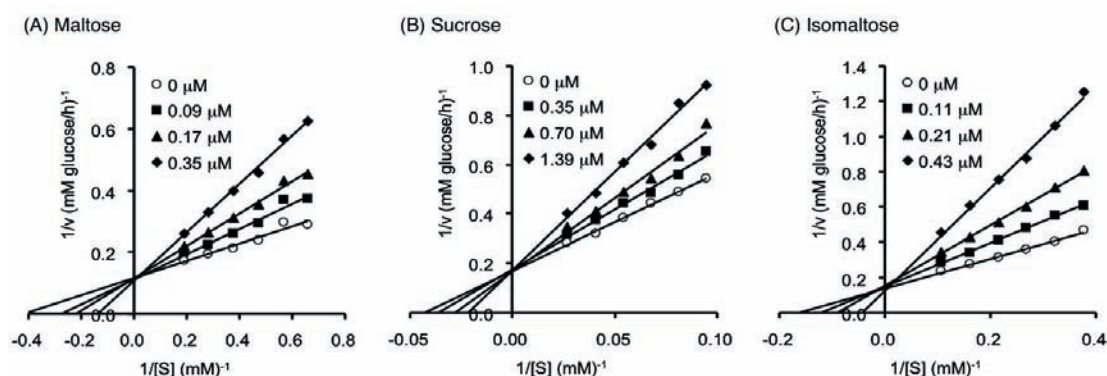 (A) Maltose
0.8
0.6
0.4
0.2
0.0
1/v (mM glucose/h)-1
0 μM
0.09 μM
0.17 μM
0.35 μM
-0.4 -0.2 0.0 0.2 0.4 0.6 0.8
1/[S] (mM)-1
(B) Sucrose
1.0
0.8
0.6
0.4
0.2
0.0
1/v (mM glucose/h)-1
0 μM
0.35 μM
0.70 μM
1.39 μM
-0.05 0.00 0.05 0.10
1/[S] (mM)-1
(C) Isomaltose
1.4
1.2
1.0
0.8
0.6
0.4
0.2
0.0
1/v (mM glucose/h)-1
0 μM
0.11 μM
0.21 μM
0.43 μM
-0.2 0.0 0.2 0.4
1/[S] (mM)-1